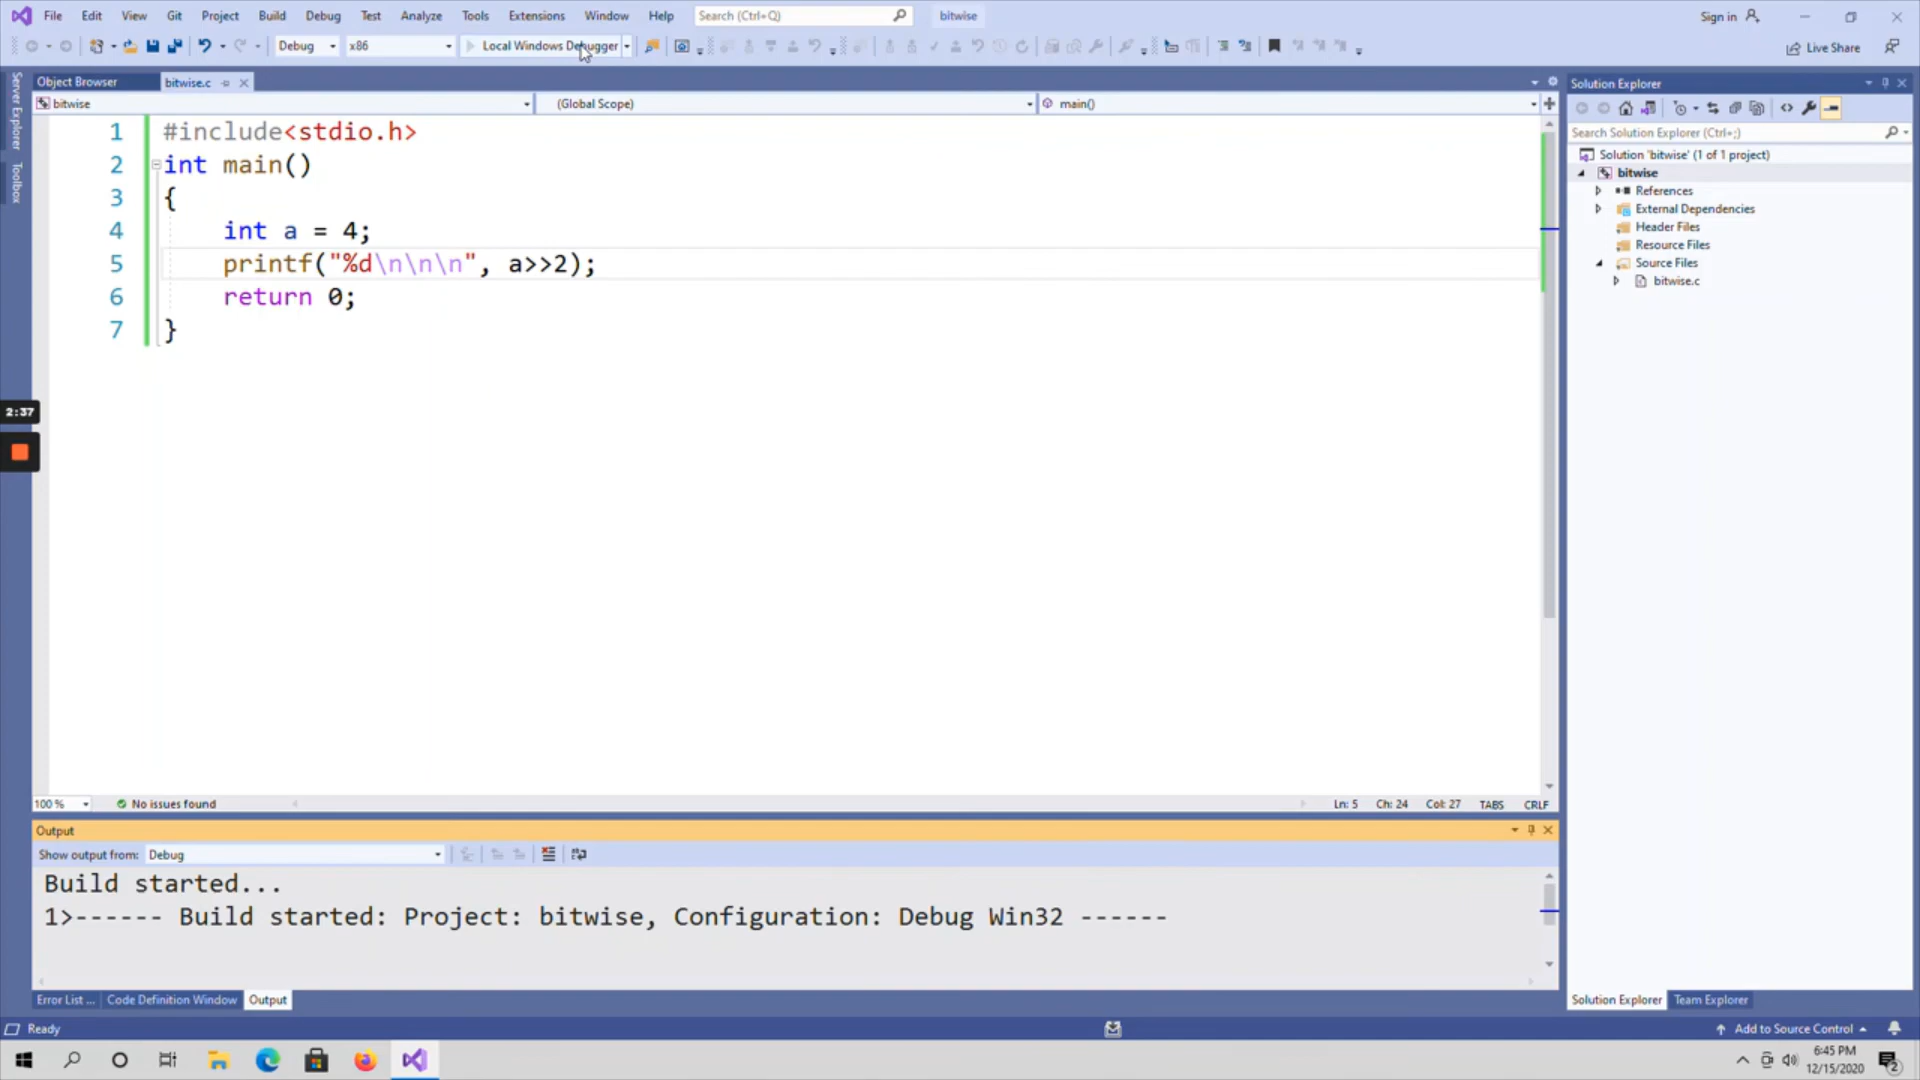 File Edit View Git Project Build Debug Test Analyze Tools Extensions Window Help Search (Ctrl+Q) bitwise Sign in
Debug x86 Local Windows Debugger Live Share
Server Explorer
Toolbox
Object Browser bitwise.c
bitwise (Global Scope) main()
1 #include<stdio.h>
2 int main()
3 {
4 int a = 4;
5 printf("%d\n\n\n", a>>2);
6 return 0;
7 }
2:37
100 % No issues found Ln: 5 Ch: 24 Col: 27 TABS CRLF
Output
Show output from: Debug
Build started...
1>------ Build started: Project: bitwise, Configuration: Debug Win32 ------
Error List ... Code Definition Window Output
Solution Explorer
Search Solution Explorer (Ctrl+;)
Solution 'bitwise' (1 of 1 project)
bitwise
References
External Dependencies
Header Files
Resource Files
Source Files
bitwise.c
Solution Explorer Team Explorer
Ready Add to Source Control
6:45 PM
12/15/2020
2